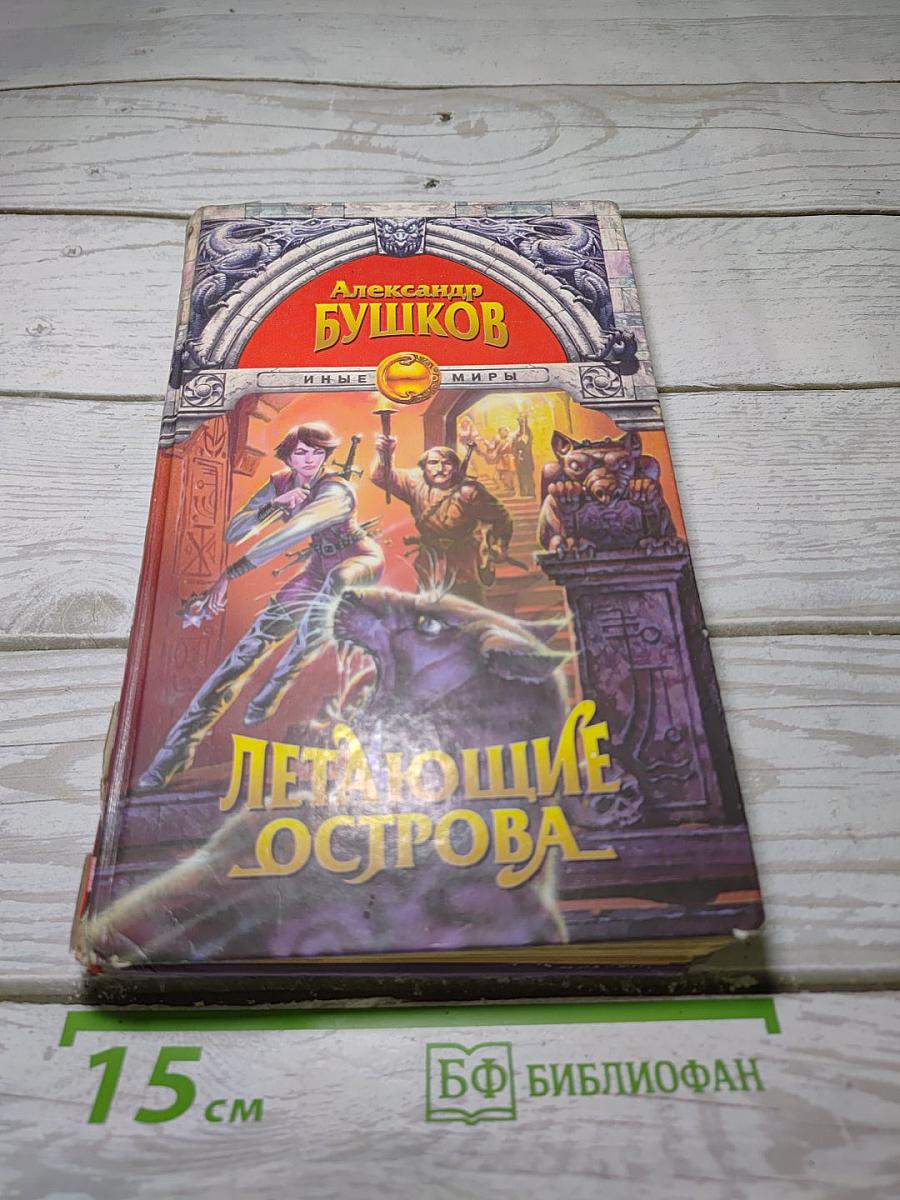 Александр
БУШКОВ
ИНЫЕ МИРЫ
ЛЕТАЮЩИЕ
ОСТРОВА
15 см
БФ БИБЛИОФАН